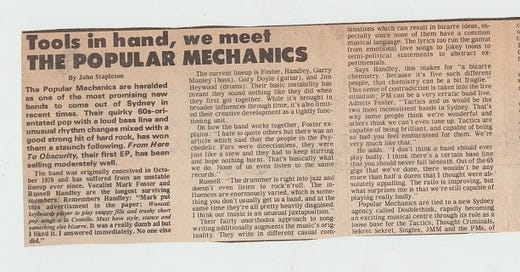 Tools in hand, we meet
THE POPULAR MECHANICS
By John Stapleton
The Popular Mechanics are heralded
as one of the most promising new
bands to come out of Sydney in
recent times. Their quirky 60s-ori-
entated pop with a loud bass line and
unusual rhythm changes mixed with a
good strong bit of hard rock, has won
them a staunch following. From Here
To Obscurity, their first EP, has been
selling moderately well.
The band was originally conceived in Oct-
ober 1978 and has suffered from an unstable
lineup ever since. Vocalist Mark Foster and
Russell Handley are the longest surviving
members. Remembers Handley: "Mark put
this advertisement in the paper: Wanted:
keyboards player to play snappy fills and trashy short
pop songs a la Costello. Must have style, stance and
something else bizarre. It was a really dumb ad but
I liked it. I answered it immediately. No one else
did."
The current lineup is Foster, Handley, Garry
Manley (bass), Gary Doyle (guitar), and Jim
Heywood (drums). Their basic instability has
meant they sound nothing like they did when
they first got together. While it's brought in
broader influences through time, it's also limit-
ed their creative development as a tightly func-
tioning unit.
On how the band works together, Foster ex-
plains: "I hate to quote others but there was an
article which said that the people in the Psy-
chedelic Furs were directionless, they were
just like a stew and they had to keep stirring
and hope nothing burns. That's basically what
we do. None of us even listen to the same
records."
Russell: "The drummer is right into jazz and
doesn't even listen to rock'n'roll. The in-
fluences are enormously varied, which is some-
thing you don't usually get in a band, and at the
same time they're all pretty heavily disguised.
I think our music is an unusual juxtaposition."
Their fairly unorthodox approach to song-
writing additionally augments the music's orig-
inality. They write in different casual com-
binations which can result in bizarre ideas, es-
pecially since none of them have a common
musical language. The lyrics too run the gamut
from emotional love songs to jokey toons to
semi-political statements to abstract ex-
perimentals.
Says Handley, this makes for "a bizarre
chemistry. Because it's five such different
people, that chemistry can be a bit fragile."
This sense of contradiction is taken into the live
situation; PM can be a very erratic band live.
Admits Foster, "Tactics and us would be the
two most inconsistent bands in Sydney. That's
why some people think we're wonderful and
others think we can't even tune up. Tactics are
capable of being brilliant, and capable of being
so bad you feel embarrassed for them. We're
very much like that."
"I don't think a band should ever
play badly. I think there's a certain base line
that you should never fall beneath. Out of the 65
gigs that we've done, there wouldn't be any
more than half a dozen that I thought were ab-
solutely appalling. The ratio is improving, but
what surprises me is that we're still capable of
playing really badly."
Popular Mechanics are tied to a new Sydney
agency called Doublethink, rapidly becoming
an exciting music centre through its role as a
loose base for the Tactics, Thought Criminals,
Sekret Sekret, Singles, JMM and the PMs, of